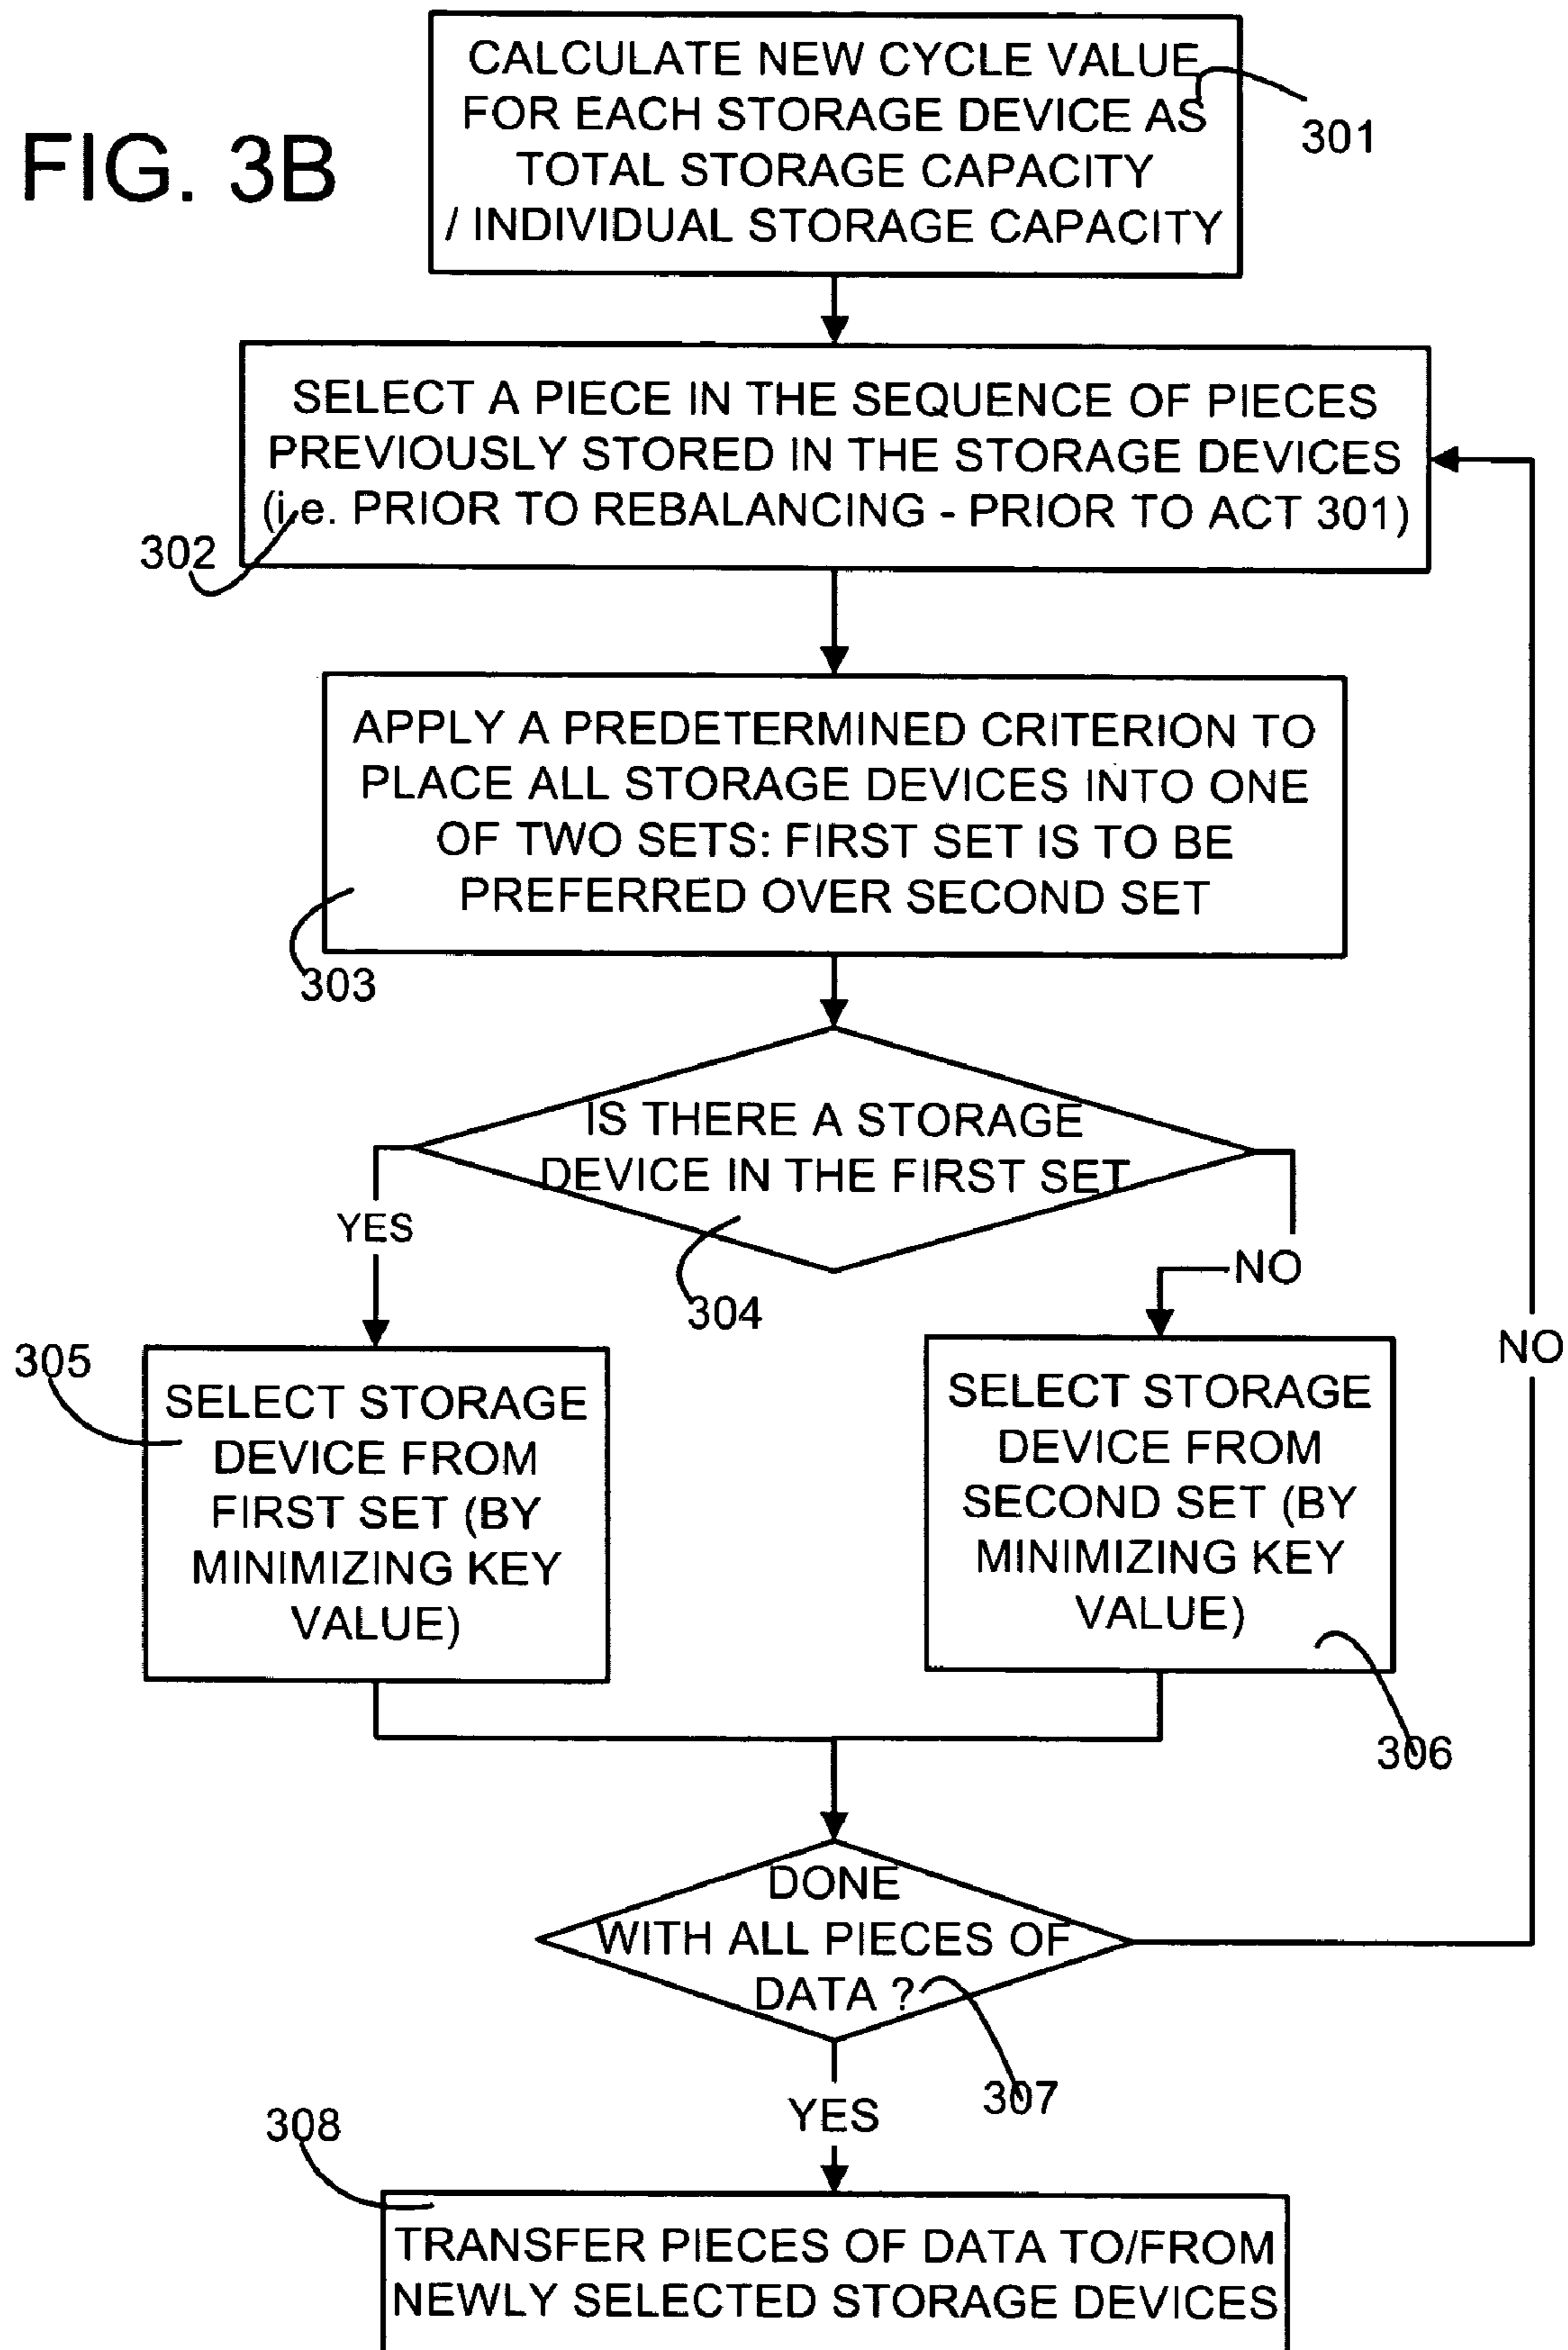 FIG. 3B
CALCULATE NEW CYCLE VALUE
FOR EACH STORAGE DEVICE AS
TOTAL STORAGE CAPACITY
/ INDIVIDUAL STORAGE CAPACITY
301
SELECT A PIECE IN THE SEQUENCE OF PIECES
PREVIOUSLY STORED IN THE STORAGE DEVICES
(i.e. PRIOR TO REBALANCING - PRIOR TO ACT 301)
302
APPLY A PREDETERMINED CRITERION TO
PLACE ALL STORAGE DEVICES INTO ONE
OF TWO SETS: FIRST SET IS TO BE
PREFERRED OVER SECOND SET
303
IS THERE A STORAGE
DEVICE IN THE FIRST SET
YES
NO
304
305
SELECT STORAGE
DEVICE FROM
FIRST SET (BY
MINIMIZING KEY
VALUE)
SELECT STORAGE
DEVICE FROM
SECOND SET (BY
MINIMIZING KEY
VALUE)
NO
306
DONE
WITH ALL PIECES OF
DATA ?
307
YES
308
TRANSFER PIECES OF DATA TO/FROM
NEWLY SELECTED STORAGE DEVICES